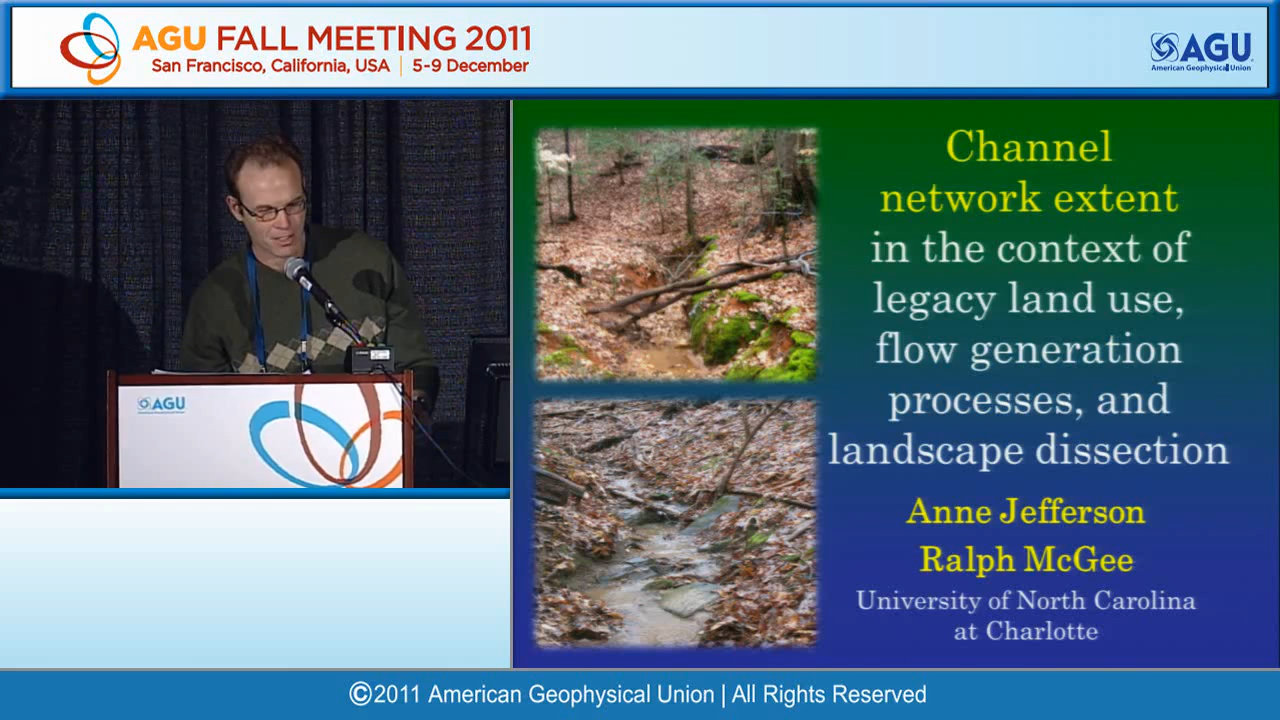 AGU FALL MEETING 2011
San Francisco, California, USA | 5-9 December
AGU
American Geophysical Union
AGU
Channel
network extent
in the context of
legacy land use,
flow generation
processes, and
landscape dissection
Anne Jefferson
Ralph McGee
University of North Carolina
at Charlotte
©2011 American Geophysical Union | All Rights Reserved